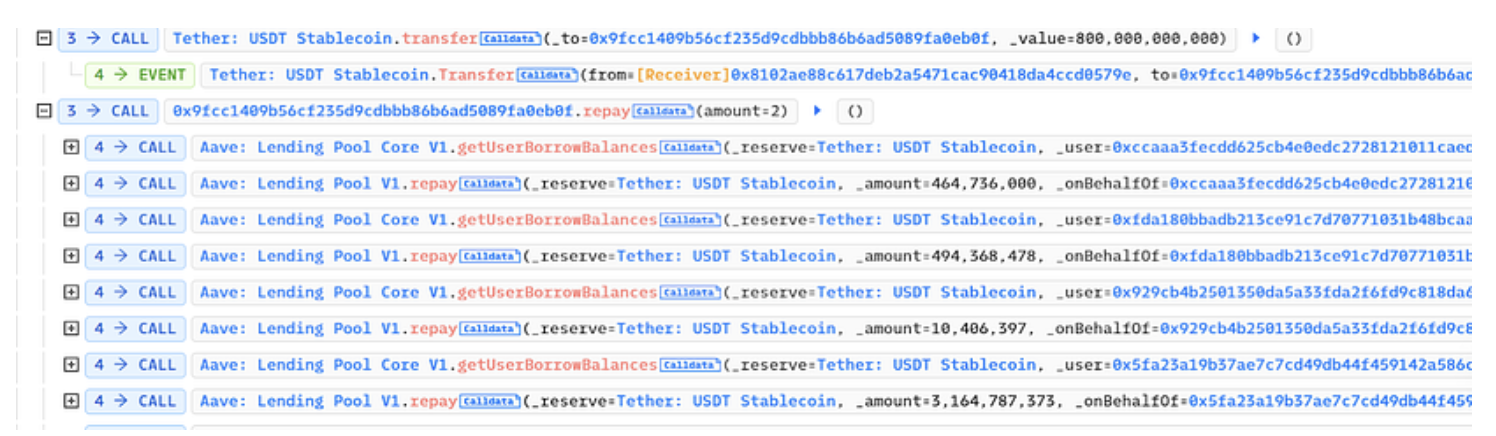 3 → CALL Tether: USDT Stablecoin.transfer Calldata (_to=0x9fcc1409b56cf235d9cdbbb86b6ad5089fa0eb0f, _value=800,000,000,000) ()
4 → EVENT Tether: USDT Stablecoin.Transfer Calldata (from=[Receiver]0x8102ae88c617deb2a5471cac90418da4ccd0579e, to=0x9fcc1409b56cf235d9cdbbb86b6ad
3 → CALL 0x9fcc1409b56cf235d9cdbbb86b6ad5089fa0eb0f.repay Calldata (amount=2) ()
4 → CALL Aave: Lending Pool Core V1.getUserBorrowBalances Calldata (_reserve=Tether: USDT Stablecoin, _user=0xccaaa3fecdd625cb4e0edc2728121011caed
4 → CALL Aave: Lending Pool V1.repay Calldata (_reserve=Tether: USDT Stablecoin, _amount=464,736,000, _onBehalfOf=0xccaaa3fecdd625cb4e0edc27281210
4 → CALL Aave: Lending Pool Core V1.getUserBorrowBalances Calldata (_reserve=Tether: USDT Stablecoin, _user=0xfda180bbadb213ce91c7d70771031b48bcaa
4 → CALL Aave: Lending Pool V1.repay Calldata (_reserve=Tether: USDT Stablecoin, _amount=494,368,478, _onBehalfOf=0xfda180bbadb213ce91c7d70771031b
4 → CALL Aave: Lending Pool Core V1.getUserBorrowBalances Calldata (_reserve=Tether: USDT Stablecoin, _user=0x929cb4b2501350da5a33fda2f6fd9c818da6
4 → CALL Aave: Lending Pool V1.repay Calldata (_reserve=Tether: USDT Stablecoin, _amount=10,406,397, _onBehalfOf=0x929cb4b2501350da5a33fda2f6fd9c8
4 → CALL Aave: Lending Pool Core V1.getUserBorrowBalances Calldata (_reserve=Tether: USDT Stablecoin, _user=0x5fa23a19b37ae7c7cd49db44f459142a586c
4 → CALL Aave: Lending Pool V1.repay Calldata (_reserve=Tether: USDT Stablecoin, _amount=3,164,787,373, _onBehalfOf=0x5fa23a19b37ae7c7cd49db44f459